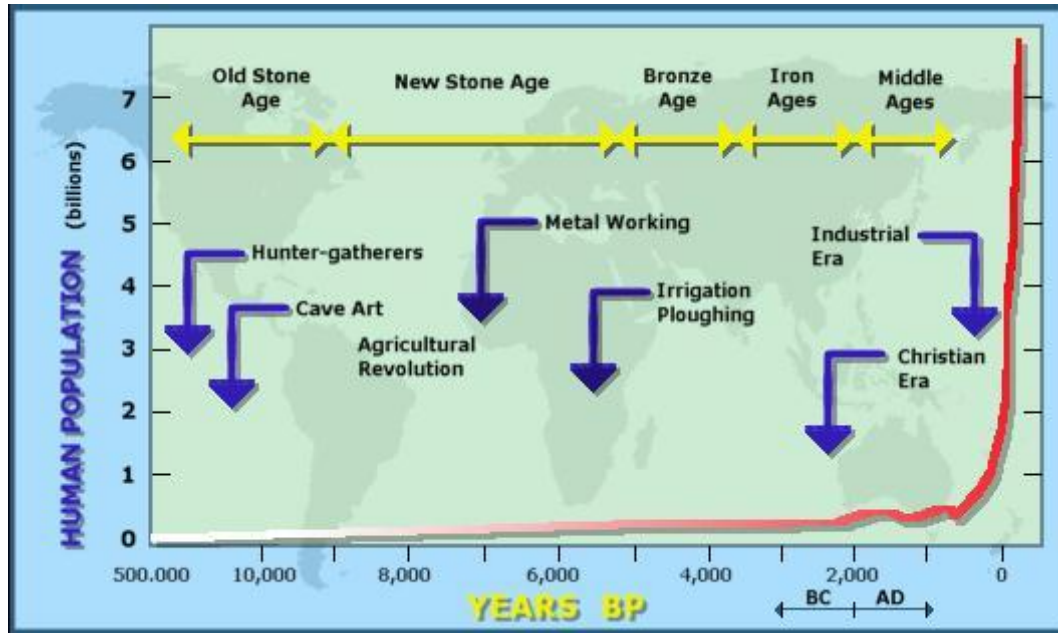 Old Stone
Age
New Stone Age
Bronze
Age
Iron
Ages
Middle
Ages
HUMAN POPULATION (billions)
7
6
5
4
3
2
1
0
Hunter-gatherers
Cave Art
Agricultural
Revolution
Metal Working
Irrigation
Ploughing
Industrial
Era
Christian
Era
500.000 10,000 8,000 6,000 4,000 2,000 0
YEARS BP
BC AD